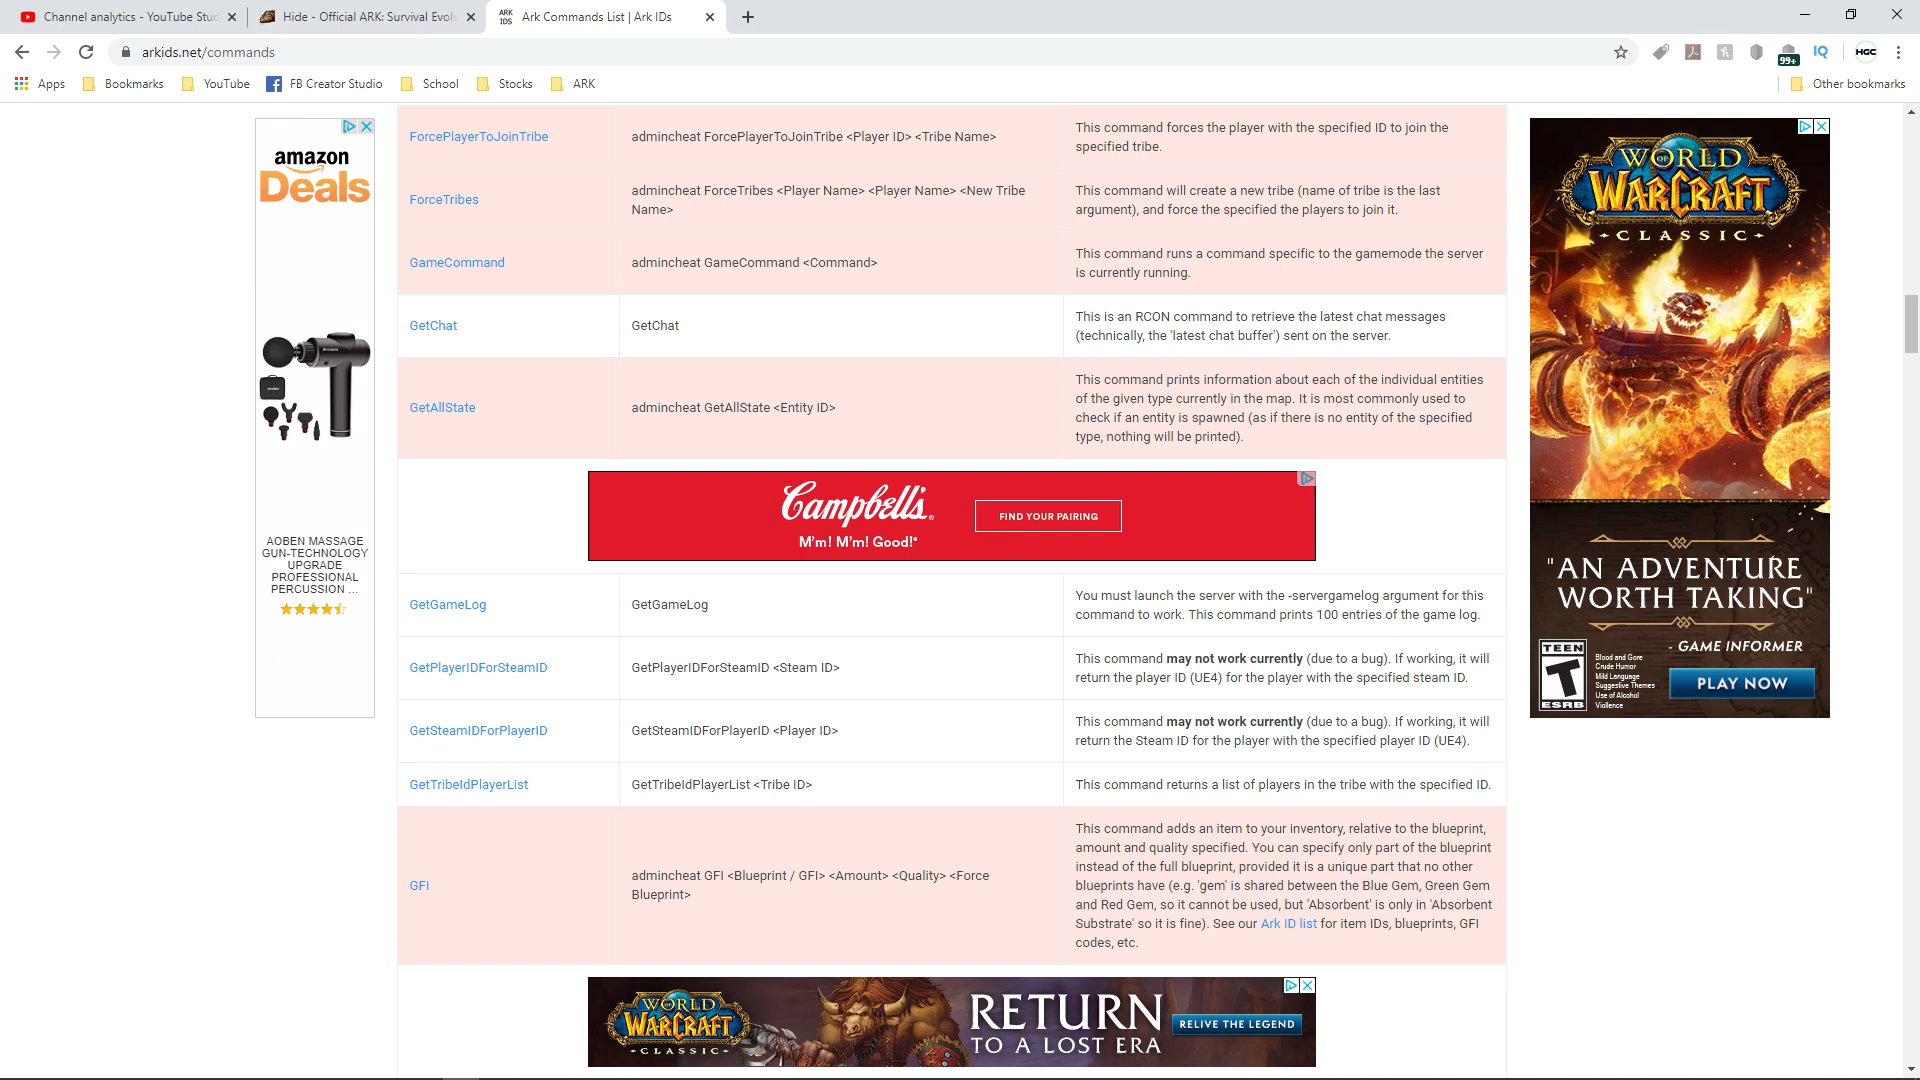 Channel analytics - YouTube Stud
Hide - Official ARK: Survival Evolv
ARK IDS
Ark Commands List | Ark IDs
arkids.net/commands
99+
IQ
HGC
Apps
Bookmarks
YouTube
FB Creator Studio
School
Stocks
ARK
Other bookmarks
amazon
Deals
AOBEN MASSAGE
GUN-TECHNOLOGY
UPGRADE
PROFESSIONAL
PERCUSSION ...
ForcePlayerToJoinTribe
admincheat ForcePlayerToJoinTribe <Player ID> <Tribe Name>
This command forces the player with the specified ID to join the
specified tribe.
ForceTribes
admincheat ForceTribes <Player Name> <Player Name> <New Tribe
Name>
This command will create a new tribe (name of tribe is the last
argument), and force the specified the players to join it.
GameCommand
admincheat GameCommand <Command>
This command runs a command specific to the gamemode the server
is currently running.
GetChat
GetChat
This is an RCON command to retrieve the latest chat messages
(technically, the 'latest chat buffer') sent on the server.
GetAllState
admincheat GetAllState <Entity ID>
This command prints information about each of the individual entities
of the given type currently in the map. It is most commonly used to
check if an entity is spawned (as if there is no entity of the specified
type, nothing will be printed).
Campbell's®
M'm! M'm! Good!®
FIND YOUR PAIRING
GetGameLog
GetGameLog
You must launch the server with the -servergamelog argument for this
command to work. This command prints 100 entries of the game log.
GetPlayerIDForSteamID
GetPlayerIDForSteamID <Steam ID>
This command may not work currently (due to a bug). If working, it will
return the player ID (UE4) for the player with the specified steam ID.
GetSteamIDForPlayerID
GetSteamIDForPlayerID <Player ID>
This command may not work currently (due to a bug). If working, it will
return the Steam ID for the player with the specified player ID (UE4).
GetTribeIdPlayerList
GetTribeIdPlayerList <Tribe ID>
This command returns a list of players in the tribe with the specified ID.
GFI
admincheat GFI <Blueprint / GFI> <Amount> <Quality> <Force
Blueprint>
This command adds an item to your inventory, relative to the blueprint,
amount and quality specified. You can specify only part of the blueprint
instead of the full blueprint, provided it is a unique part that no other
blueprints have (e.g. 'gem' is shared between the Blue Gem, Green Gem
and Red Gem, so it cannot be used, but 'Absorbent' is only in 'Absorbent
Substrate' so it is fine). See our Ark ID list for item IDs, blueprints, GFI
codes, etc.
WORLD OF
WARCRAFT
CLASSIC
RETURN
TO A LOST ERA
RELIVE THE LEGEND
WORLD
OF
WARCRAFT
CLASSIC
"AN ADVENTURE
WORTH TAKING"
- GAME INFORMER
TEEN
T
ESRB
Blood and Gore
Crude Humor
Mild Language
Suggestive Themes
Use of Alcohol
Violence
PLAY NOW